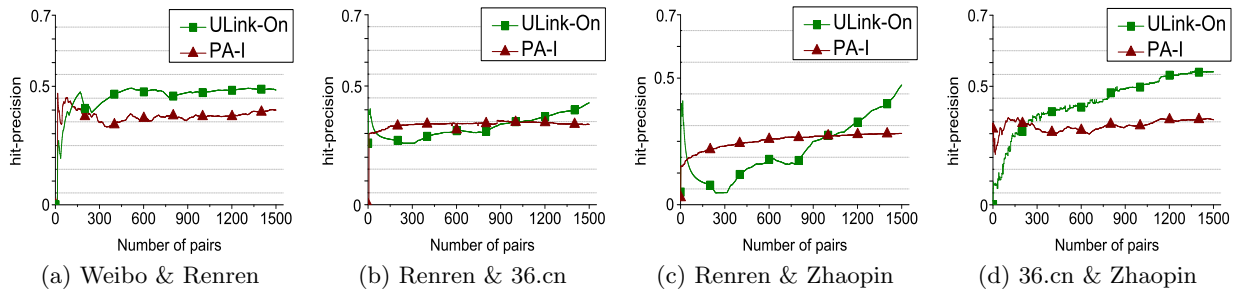 0.7
ULink-On
PA-I
0.5
hit-precision
0
0 300 600 900 1200 1500
Number of pairs
(a) Weibo & Renren
0.7
ULink-On
PA-I
0.5
hit-precision
0
0 300 600 900 1200 1500
Number of pairs
(b) Renren & 36.cn
0.7
ULink-On
PA-I
0.5
hit-precision
0
0 300 600 900 1200 1500
Number of pairs
(c) Renren & Zhaopin
0.7
ULink-On
PA-I
0.5
hit-precision
0
0 300 600 900 1200 1500
Number of pairs
(d) 36.cn & Zhaopin